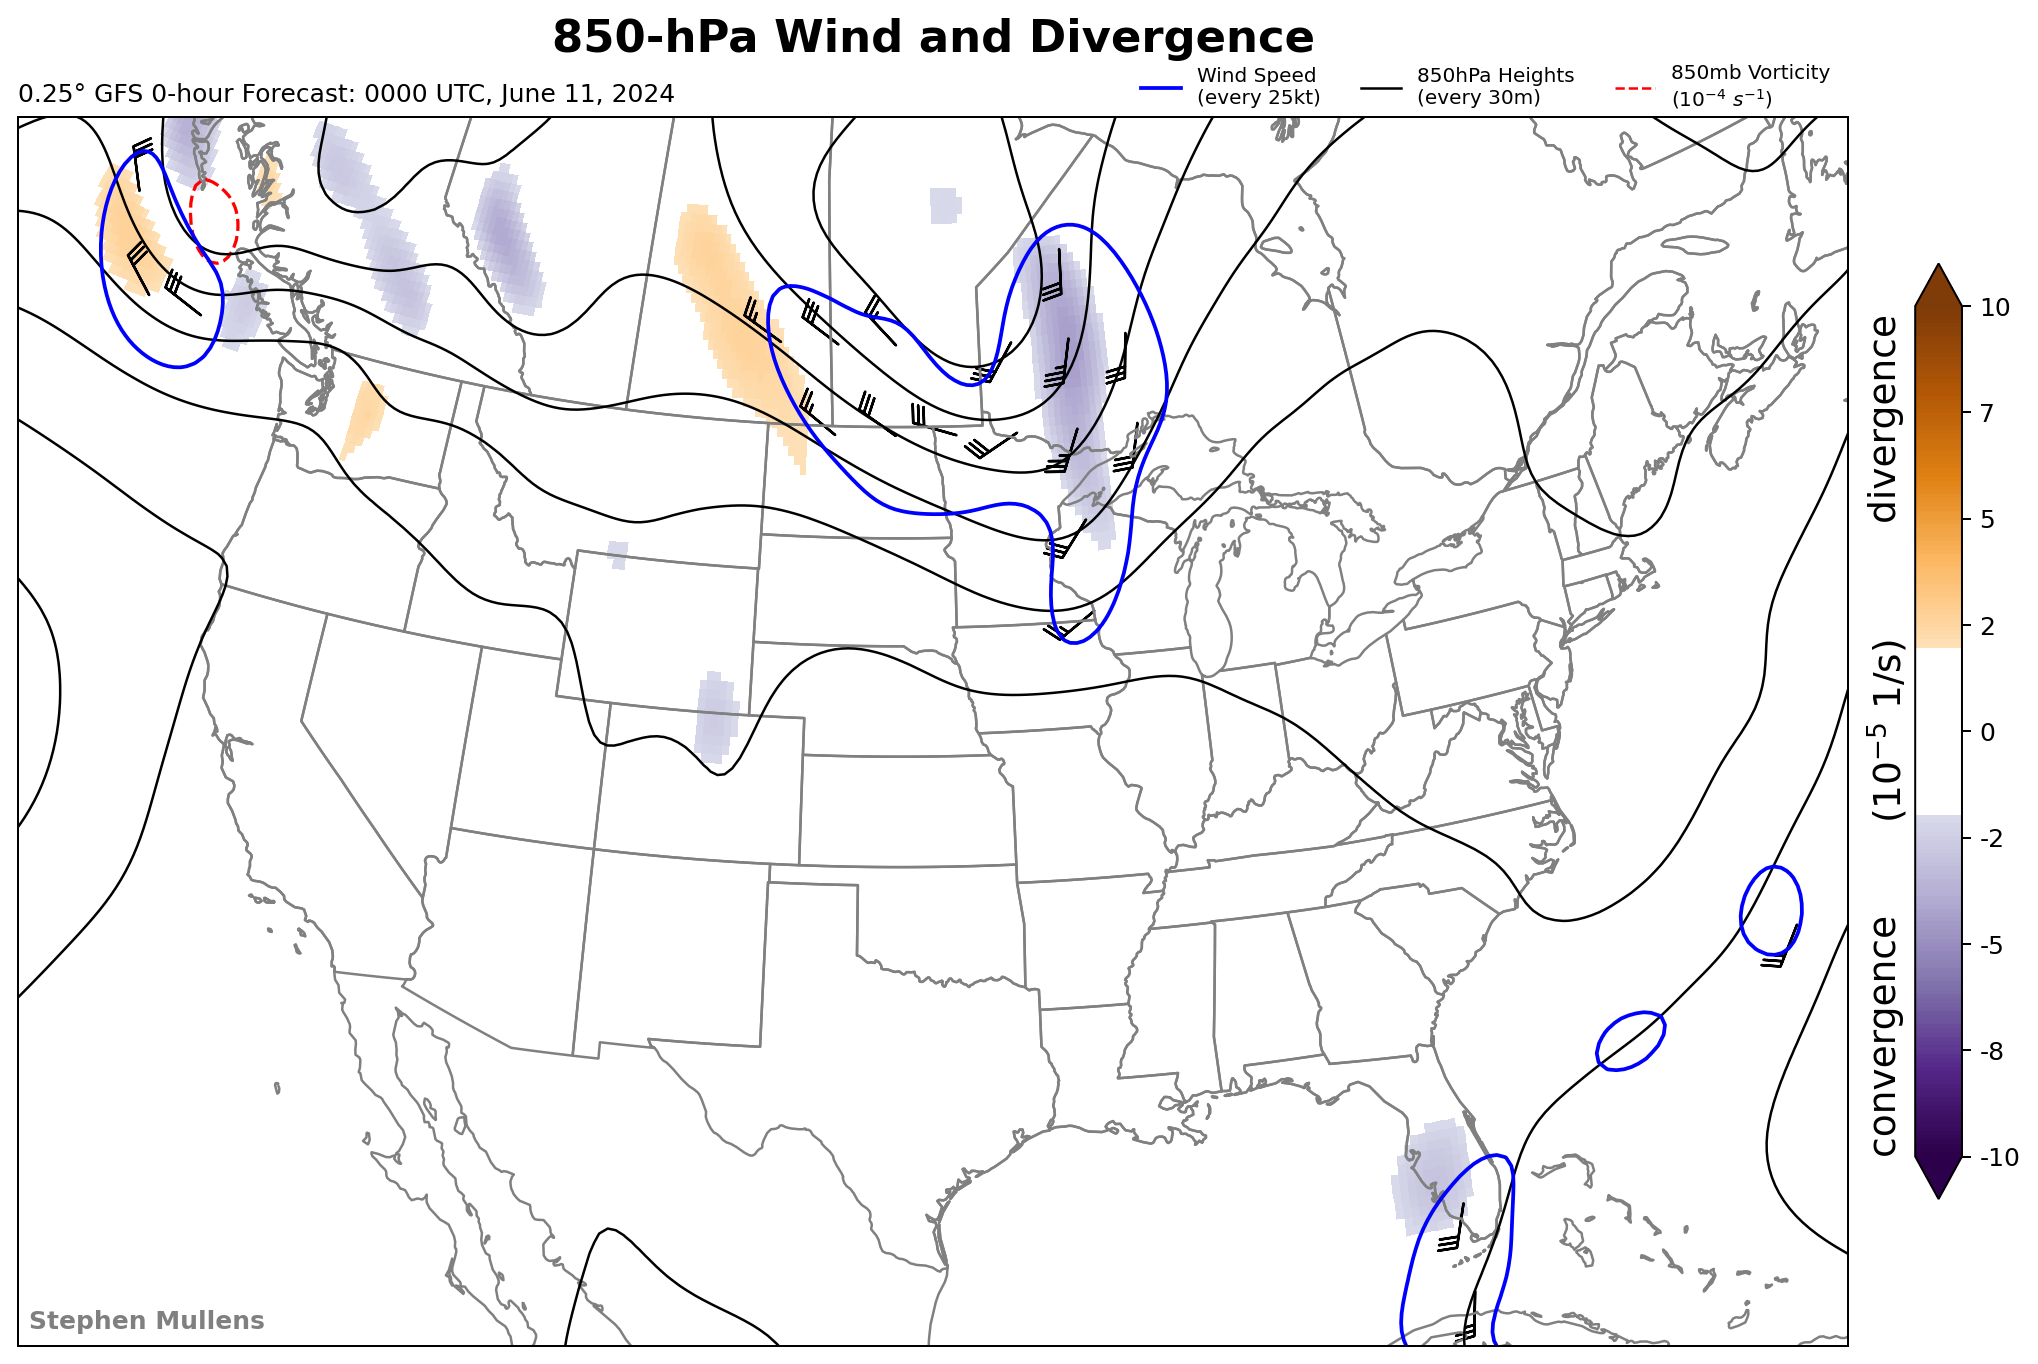 850-hPa Wind and Divergence
0.25° GFS 0-hour Forecast: 0000 UTC, June 11, 2024
Wind Speed
(every 25kt)
850hPa Heights
(every 30m)
850mb Vorticity
(10⁻⁴ s⁻¹)
10
7
5
2
0
-2
-5
-8
-10
convergence (10⁻⁵ 1/s) divergence
Stephen Mullens